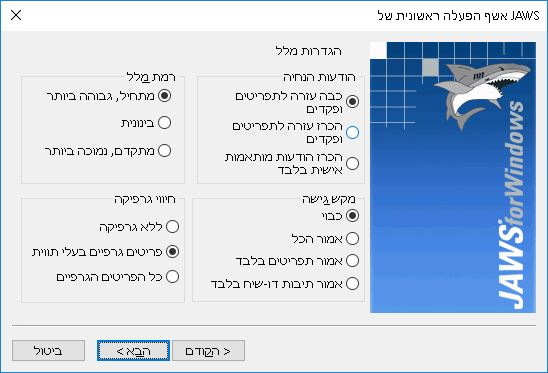 JAWS אשף הפעלה ראשונית של
הגדרות מלל
הודעות הנחיה
כבה עזרה לתפריטים
ופקדים
הכרז עזרה לתפריטים
ופקדים
הכרז הודעות מותאמות
אישית בלבד
רמת מלל
מתחיל, גבוהה ביותר
בינונית
מתקדם, נמוכה ביותר
מקש גישה
כבוי
אמור הכל
אמור תפריטים בלבד
אמור תיבות דו-שיח בלבד
חיווי גרפיקה
ללא גרפיקה
פריטים גרפיים בעלי תווית
כל הפריטים הגרפיים
JAWS for Windows
< הקודם
הבא >
ביטול